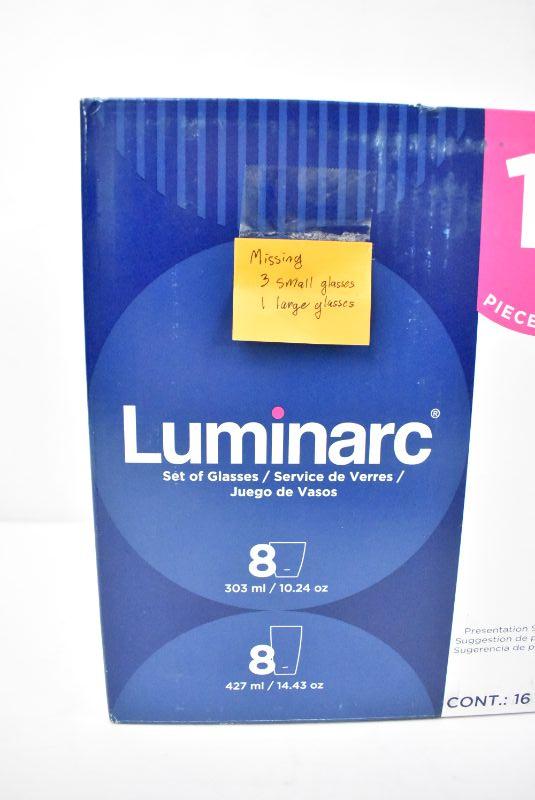 Missing
3 small glasses
1 large glasses
Luminarc®
Set of Glasses / Service de Verres /
Juego de Vasos
8
303 ml / 10.24 oz
8
427 ml / 14.43 oz
1
Presentation
Suggestion de
Sugerencia de
CONT.: 16